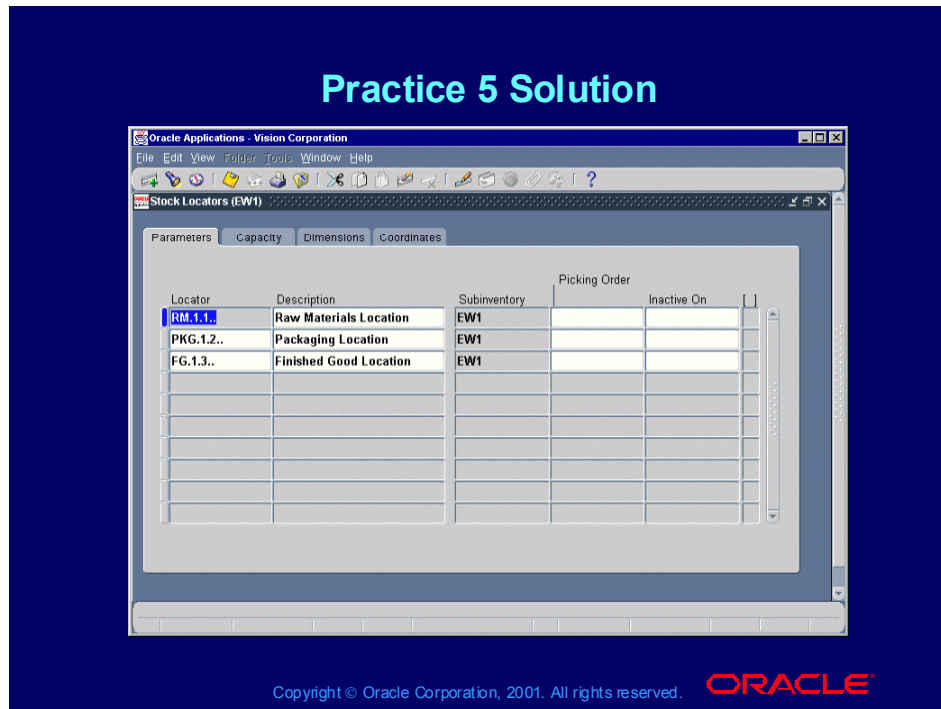 Practice 5 Solution
Oracle Applications - Vision Corporation
File Edit View Folder Tools Window Help
Stock Locators (EW1)
Parameters Capacity Dimensions Coordinates
Picking Order
Locator Description Subinventory Inactive On [ ]
RM.1.1.. Raw Materials Location EW1
PKG.1.2.. Packaging Location EW1
FG.1.3.. Finished Good Location EW1
Copyright © Oracle Corporation, 2001. All rights reserved.
ORACLE